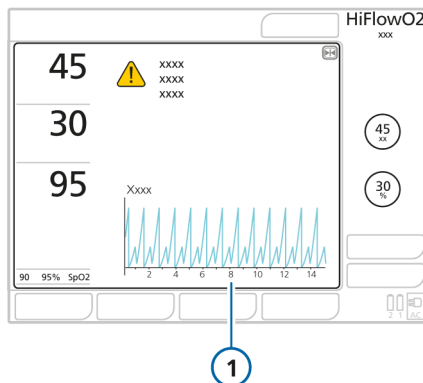 HiFlowO2
xxx
45
xxxx
xxxx
xxxx
30
45
xx
95
30
%
Xxxx
2 4 6 8 10 12 14
90 95% SpO2
2 1 AC
1